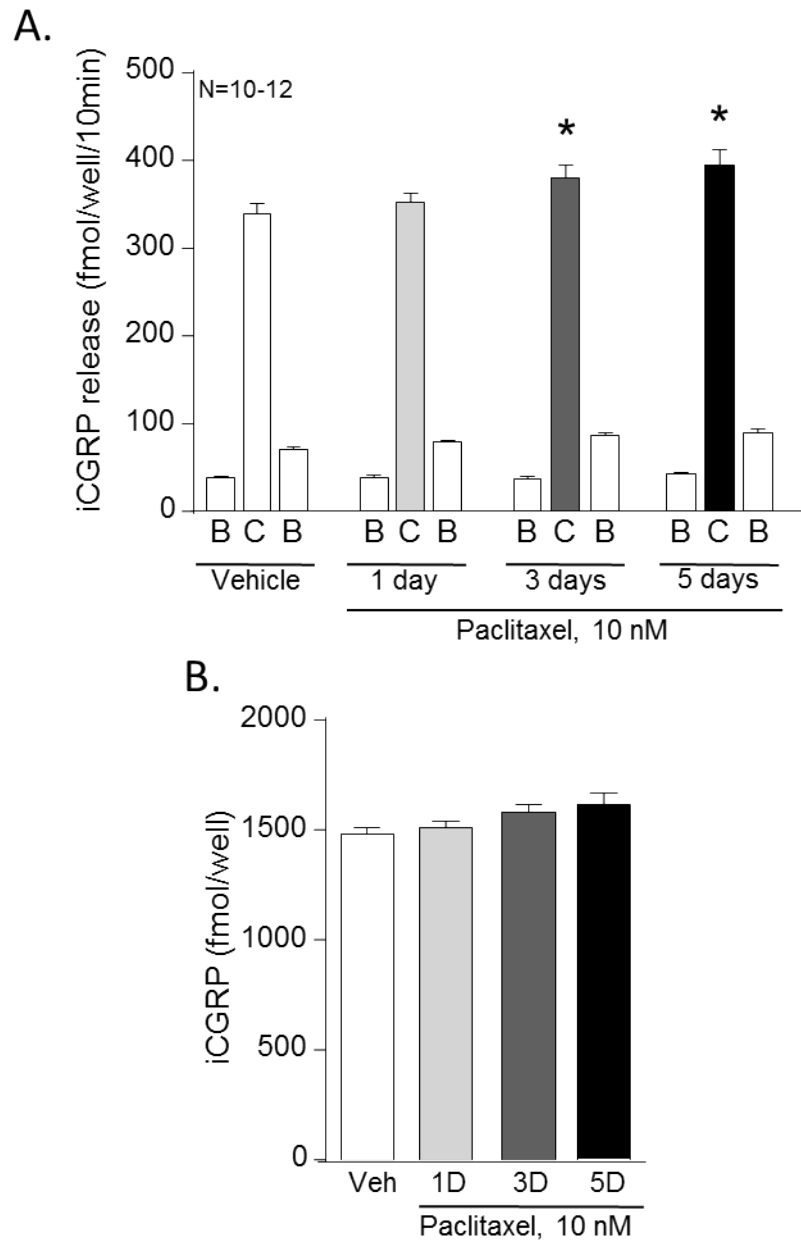 A.
iCGRP release (fmol/well/10min)
500
400
300
200
100
0
N=10-12
*
*
B C B
B C B
B C B
B C B
Vehicle
1 day
3 days
5 days
Paclitaxel, 10 nM
B.
iCGRP (fmol/well)
2000
1500
1000
500
0
Veh
1D
3D
5D
Paclitaxel, 10 nM